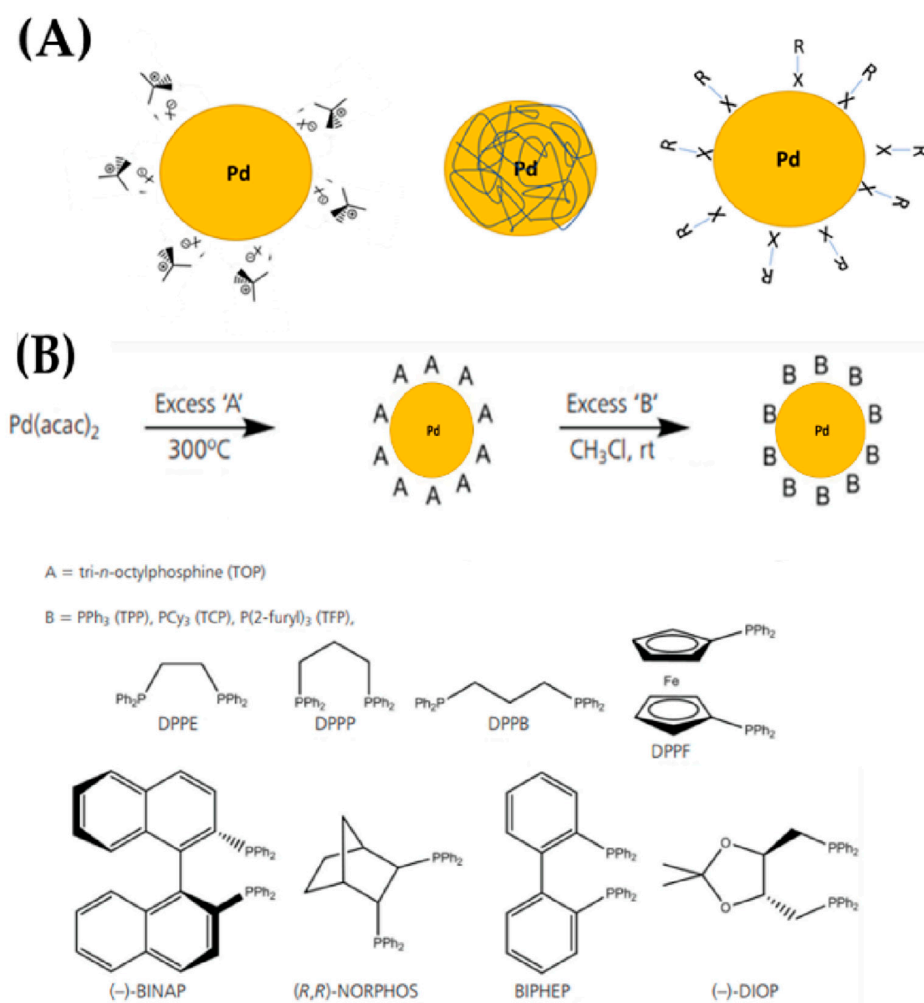 (A)
Pd
Pd
Pd
R R R R R R R R R
X X X X X X X X X
(B)
Pd(acac)₂
Excess 'A'
300°C
A A A A A A A A A A A
Pd
Excess 'B'
CH₃Cl, rt
B B B B B B B B B B B
Pd
A = tri-n-octylphosphine (TOP)
B = PPh₃ (TPP), PCy₃ (TCP), P(2-furyl)₃ (TFP),
Ph₂P PPh₂
DPPE
PPh₂ PPh₂
DPPP
Ph₂P PPh₂
DPPB
PPh₂
Fe
PPh₂
DPPF
PPh₂
PPh₂
(−)-BINAP
PPh₂
PPh₂
(R,R)-NORPHOS
PPh₂
PPh₂
BIPHEP
O
O
PPh₂
PPh₂
(−)-DIOP